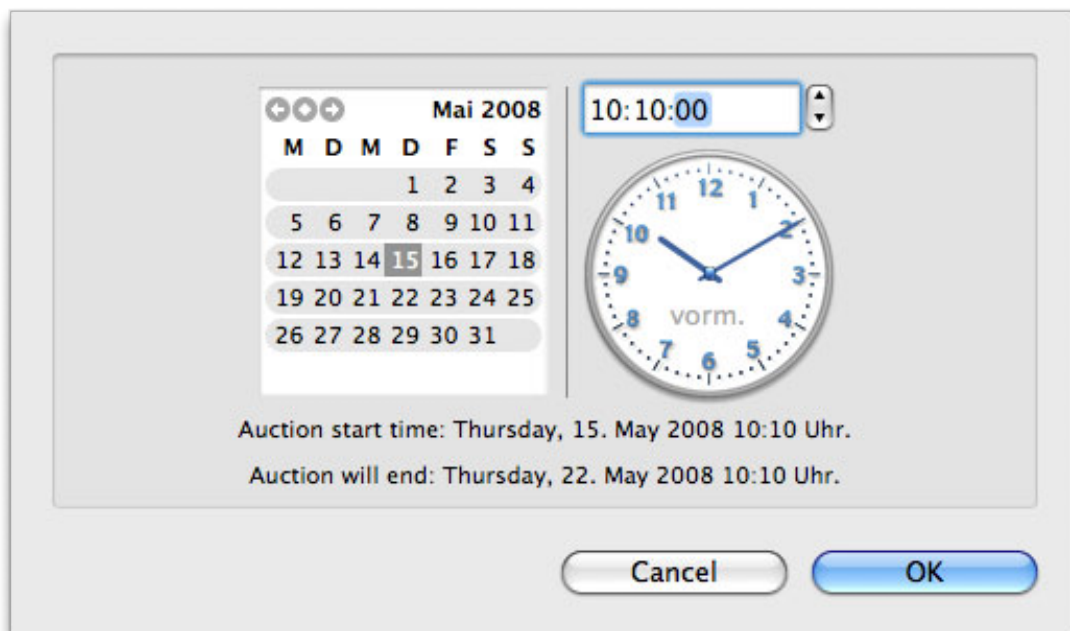 Mai 2008
M D M D F S S
1 2 3 4
5 6 7 8 9 10 11
12 13 14 15 16 17 18
19 20 21 22 23 24 25
26 27 28 29 30 31
10:10:00
12
1
2
3
4
5
6
7
8
9
10
11
vorm.
Auction start time: Thursday, 15. May 2008 10:10 Uhr.
Auction will end: Thursday, 22. May 2008 10:10 Uhr.
Cancel
OK